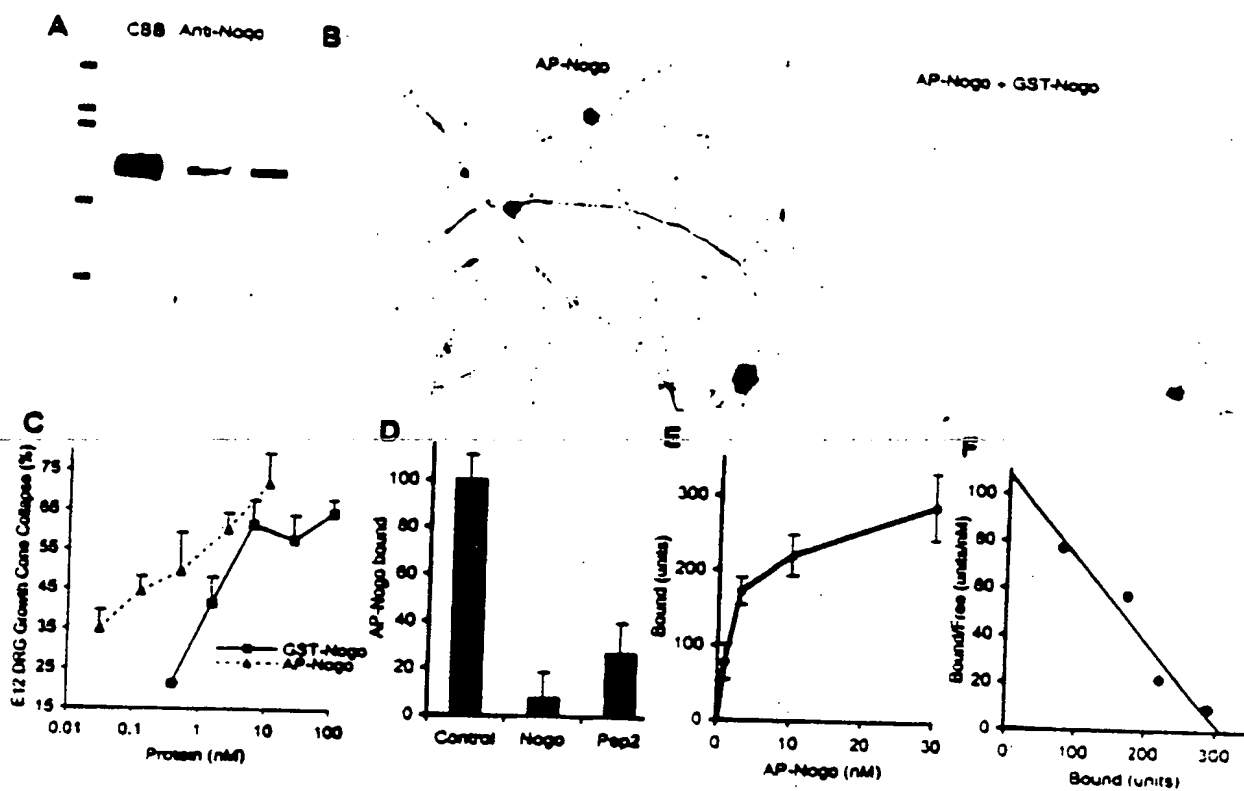 A
CBB Anti-Nogo
B
AP-Nogo
AP-Nogo + GST-Nogo
C
E12 DRG Growth Cone Collapse (%)
75
65
55
45
35
25
15
0.01 0.1 1 10 100
Protein (nM)
GST-Nogo
AP-Nogo
D
AP-Nogo bound
100
80
60
40
20
0
Control Nogo Pep2
E
Bound (units)
300
200
100
0
0 10 20 30
AP-Nogo (nM)
F
Bound/Free (units/nM)
100
80
60
40
20
0
0 100 200 300
Bound (units)